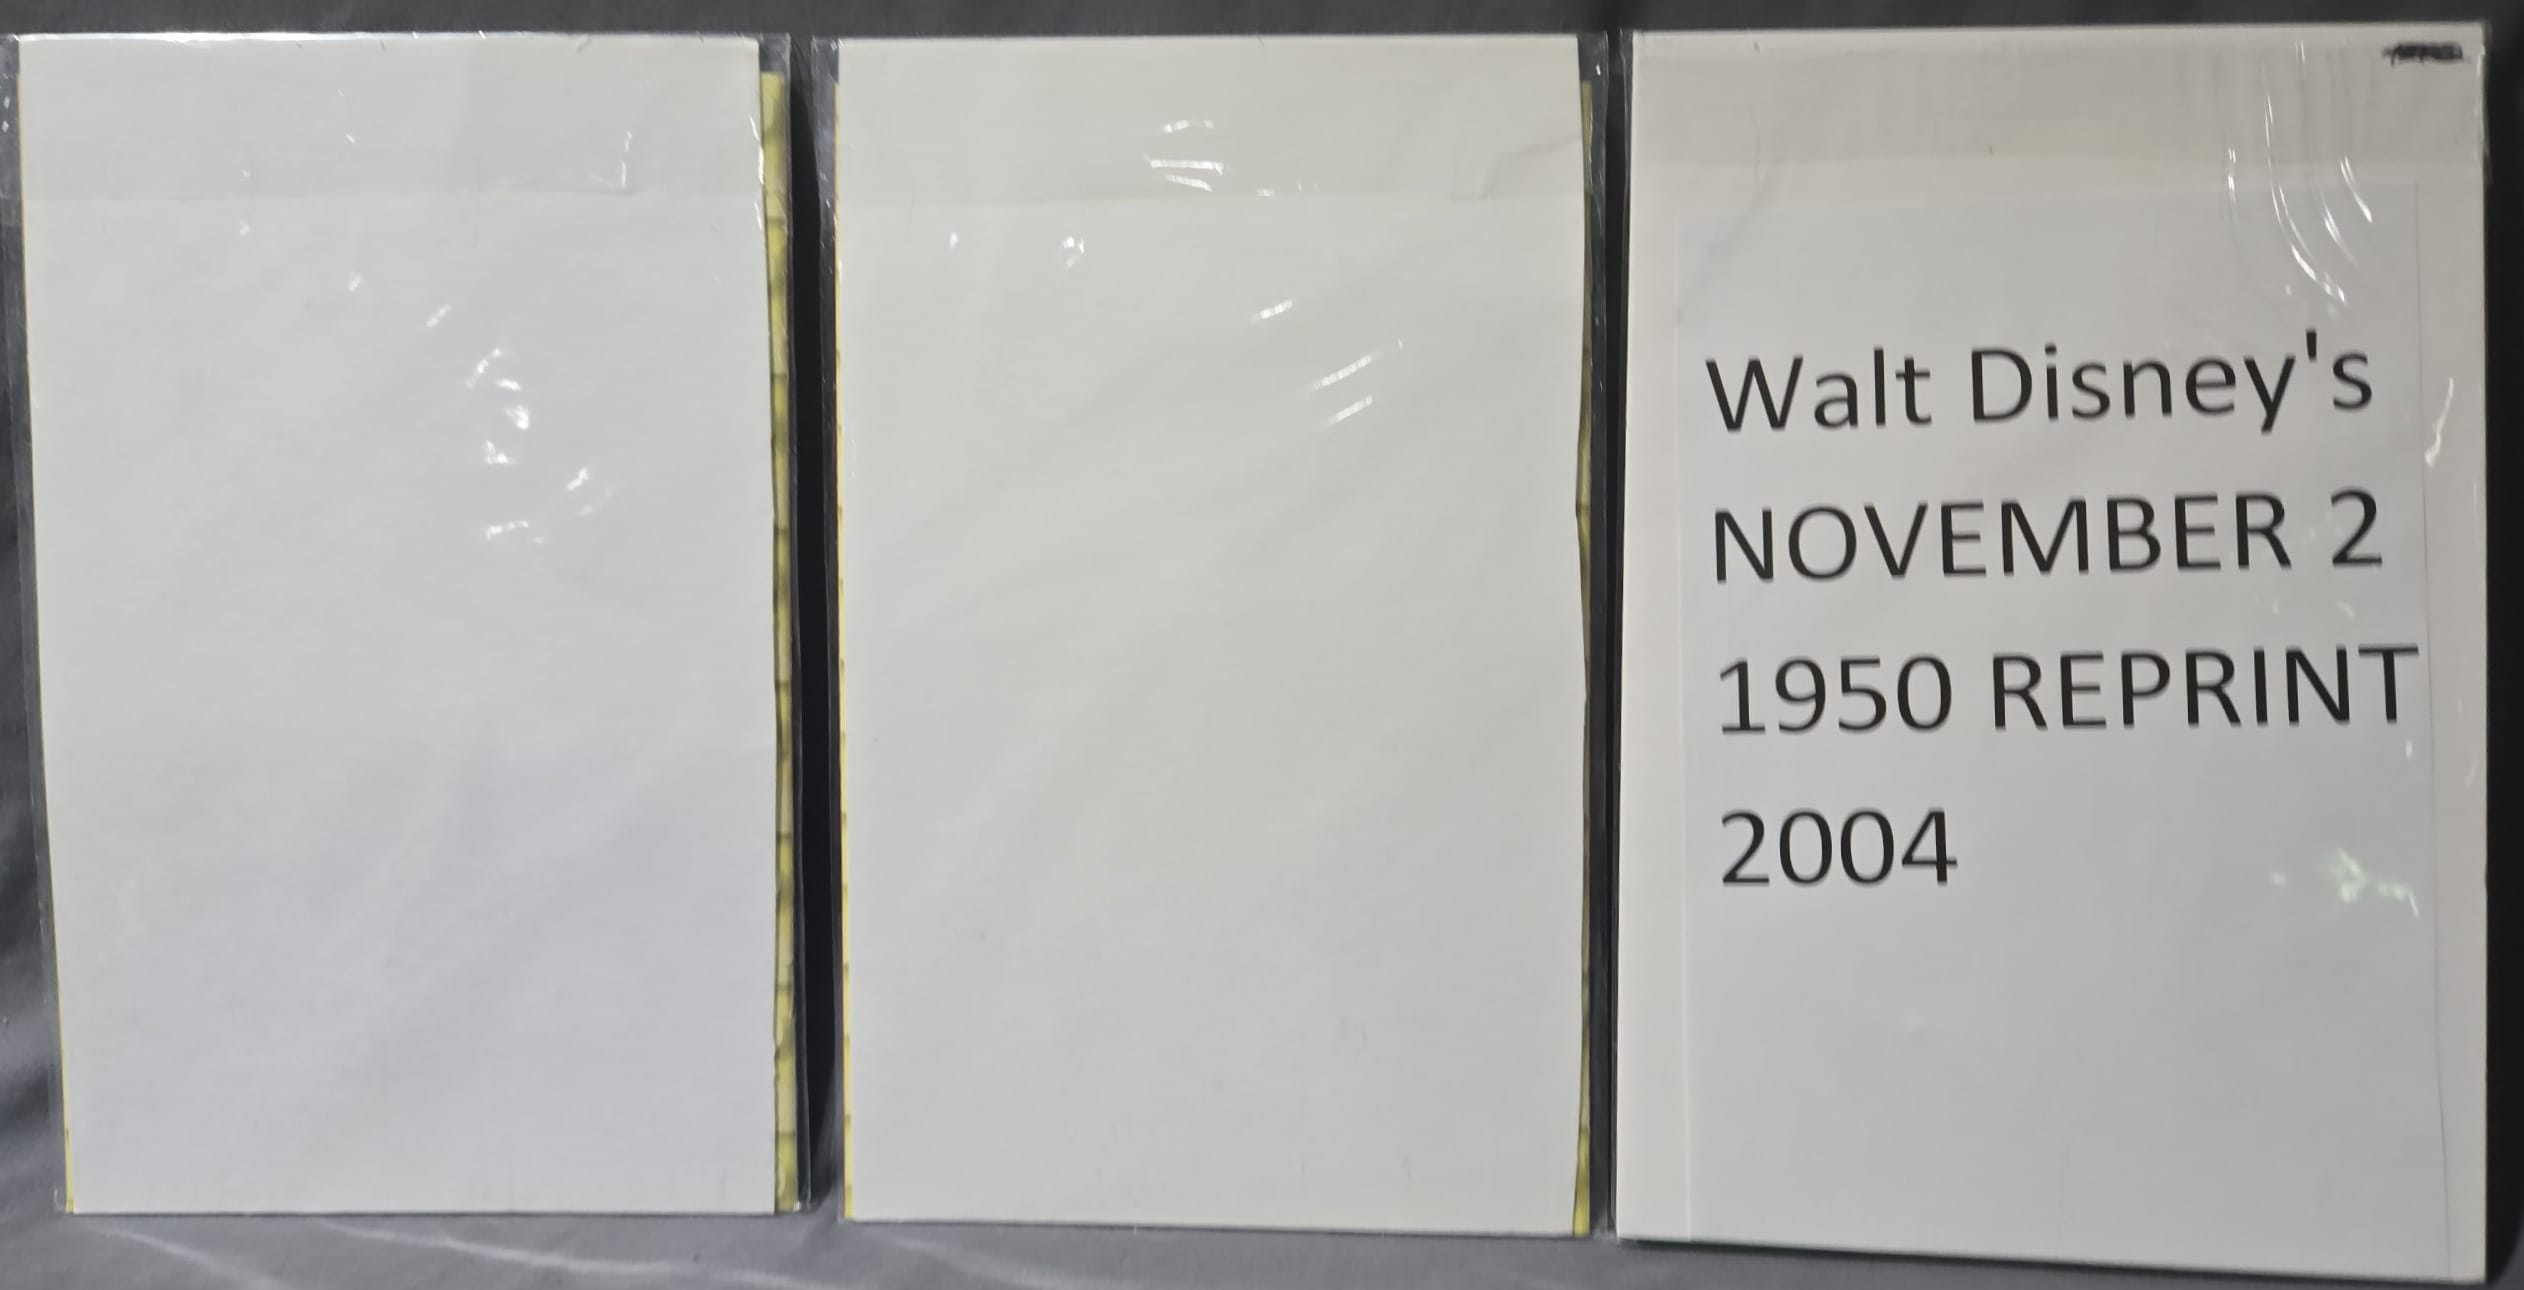 Walt Disney's
NOVEMBER 2
1950 REPRINT
2004